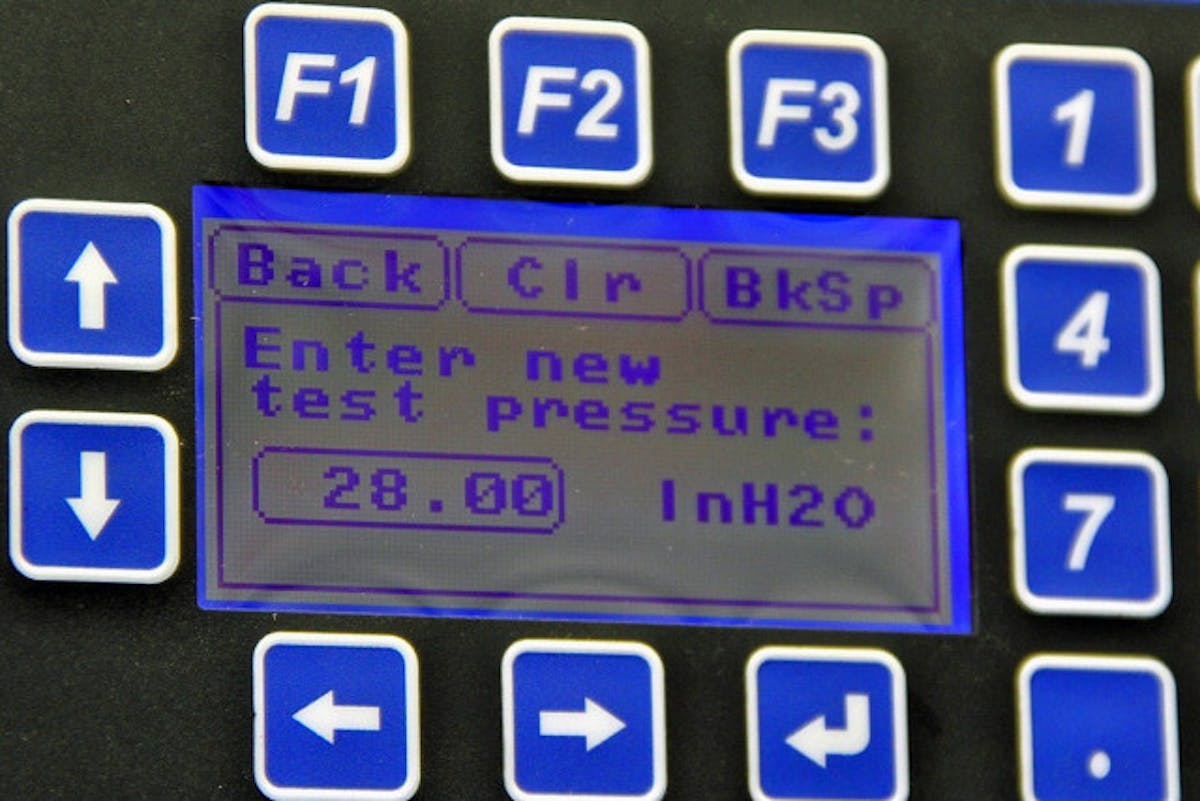 F1 F2 F3 1
Back Clr BkSp
4
Enter new
test pressure:
28.00 InH2O
7
.